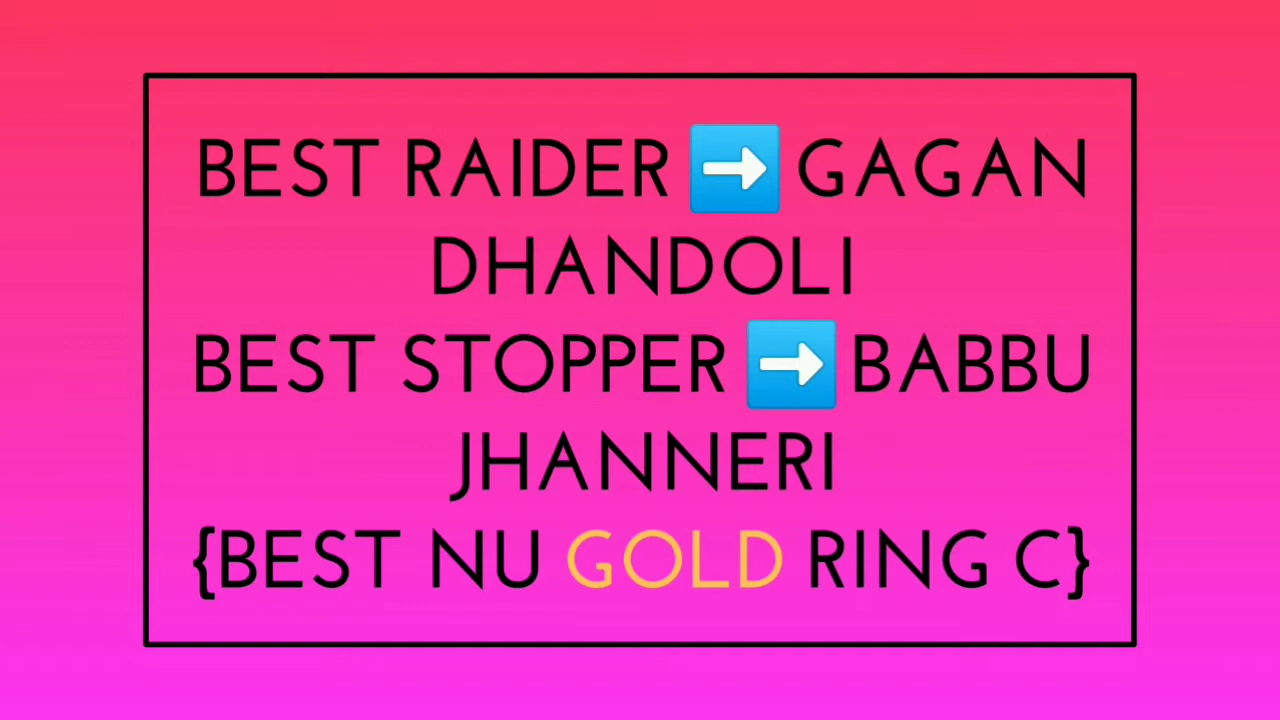 BEST RAIDER ➡️ GAGAN
DHANDOLI
BEST STOPPER ➡️ BABBU
JHANNERI
{BEST NU GOLD RING C}